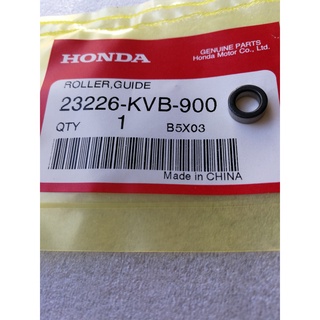 HONDA
GENUINE PARTS
Honda Motor Co., Ltd.
ROLLER,GUIDE
23226-KVB-900
QTY 1 B5X03
Made in CHINA